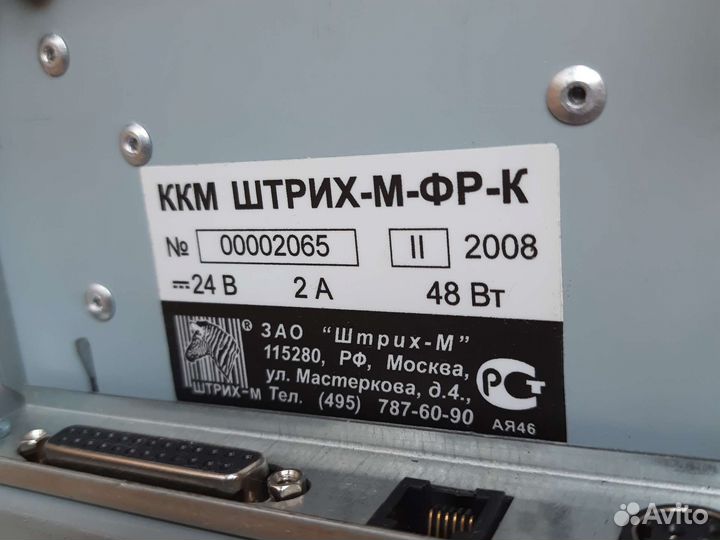 ККМ ШТРИХ-М-ФР-К
№ 00002065 II 2008
24 В 2 А 48 Вт
® ЗАО "Штрих-М"
115280, РФ, Москва,
ул. Мастеркова, д.4.,
ШТРИХ-М Тел. (495) 787-60-90
РСТ
АЯ46
Avito